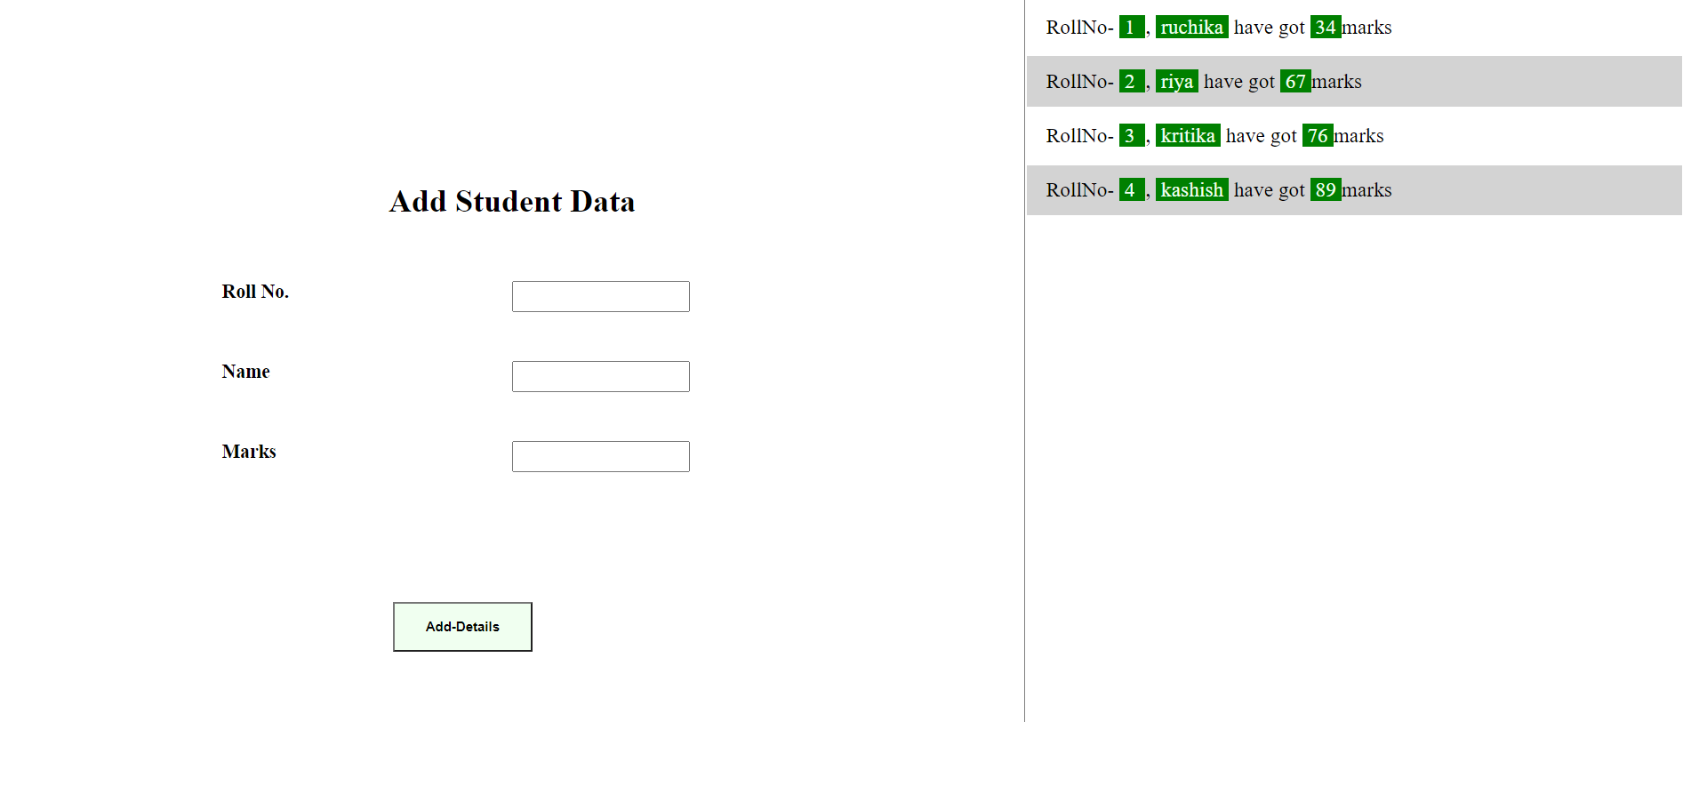 Add Student Data
Roll No.
Name
Marks
Add-Details
RollNo- 1 , ruchika have got 34 marks
RollNo- 2 , riya have got 67 marks
RollNo- 3 , kritika have got 76 marks
RollNo- 4 , kashish have got 89 marks